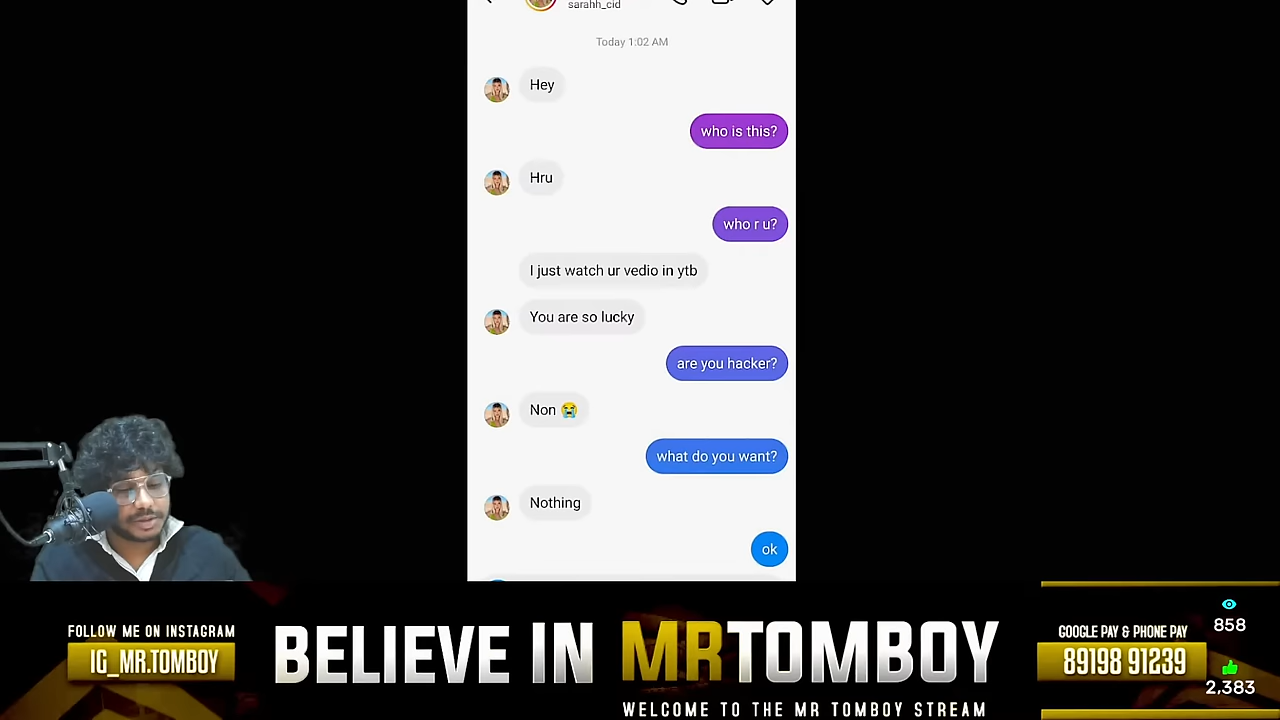 sarahh_cid
Today 1:02 AM
Hey
who is this?
Hru
who r u?
I just watch ur vedio in ytb
You are so lucky
are you hacker?
Non 😭
what do you want?
Nothing
ok
FOLLOW ME ON INSTAGRAM
IG_MR.TOMBOY
BELIEVE IN MRTOMBOY
WELCOME TO THE MR TOMBOY STREAM
GOOGLE PAY & PHONE PAY
89198 91239
858
2,383